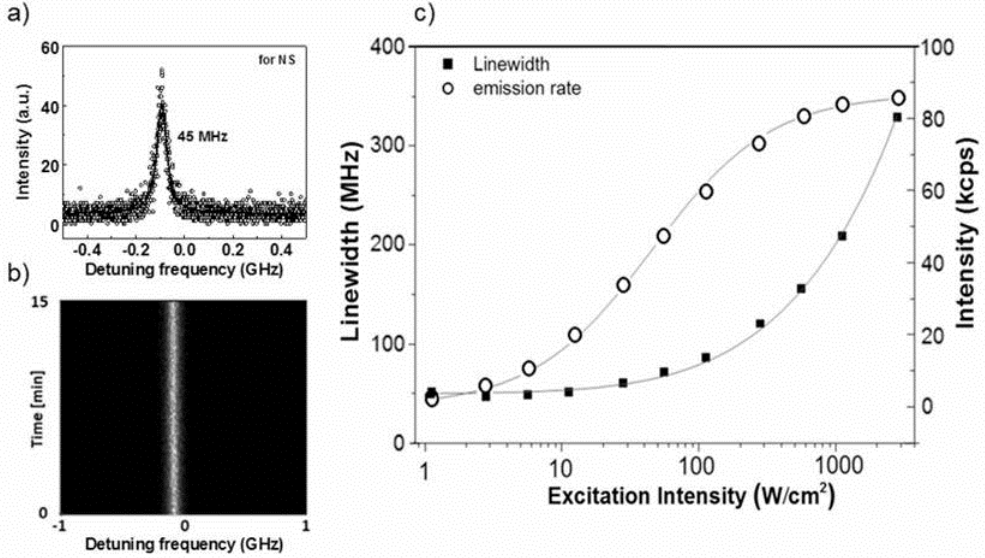 a)
60
40
20
0
Intensity (a.u.)
for NS
45 MHz
-0.4 -0.2 0.0 0.2 0.4
Detuning frequency (GHz)
b)
15
0
Time [min]
-1 0 1
Detuning frequency (GHz)
c)
400
300
200
100
0
Linewidth (MHz)
Linewidth
emission rate
100
80
60
40
20
0
Intensity (kcps)
1 10 100 1000
Excitation Intensity (W/cm²)